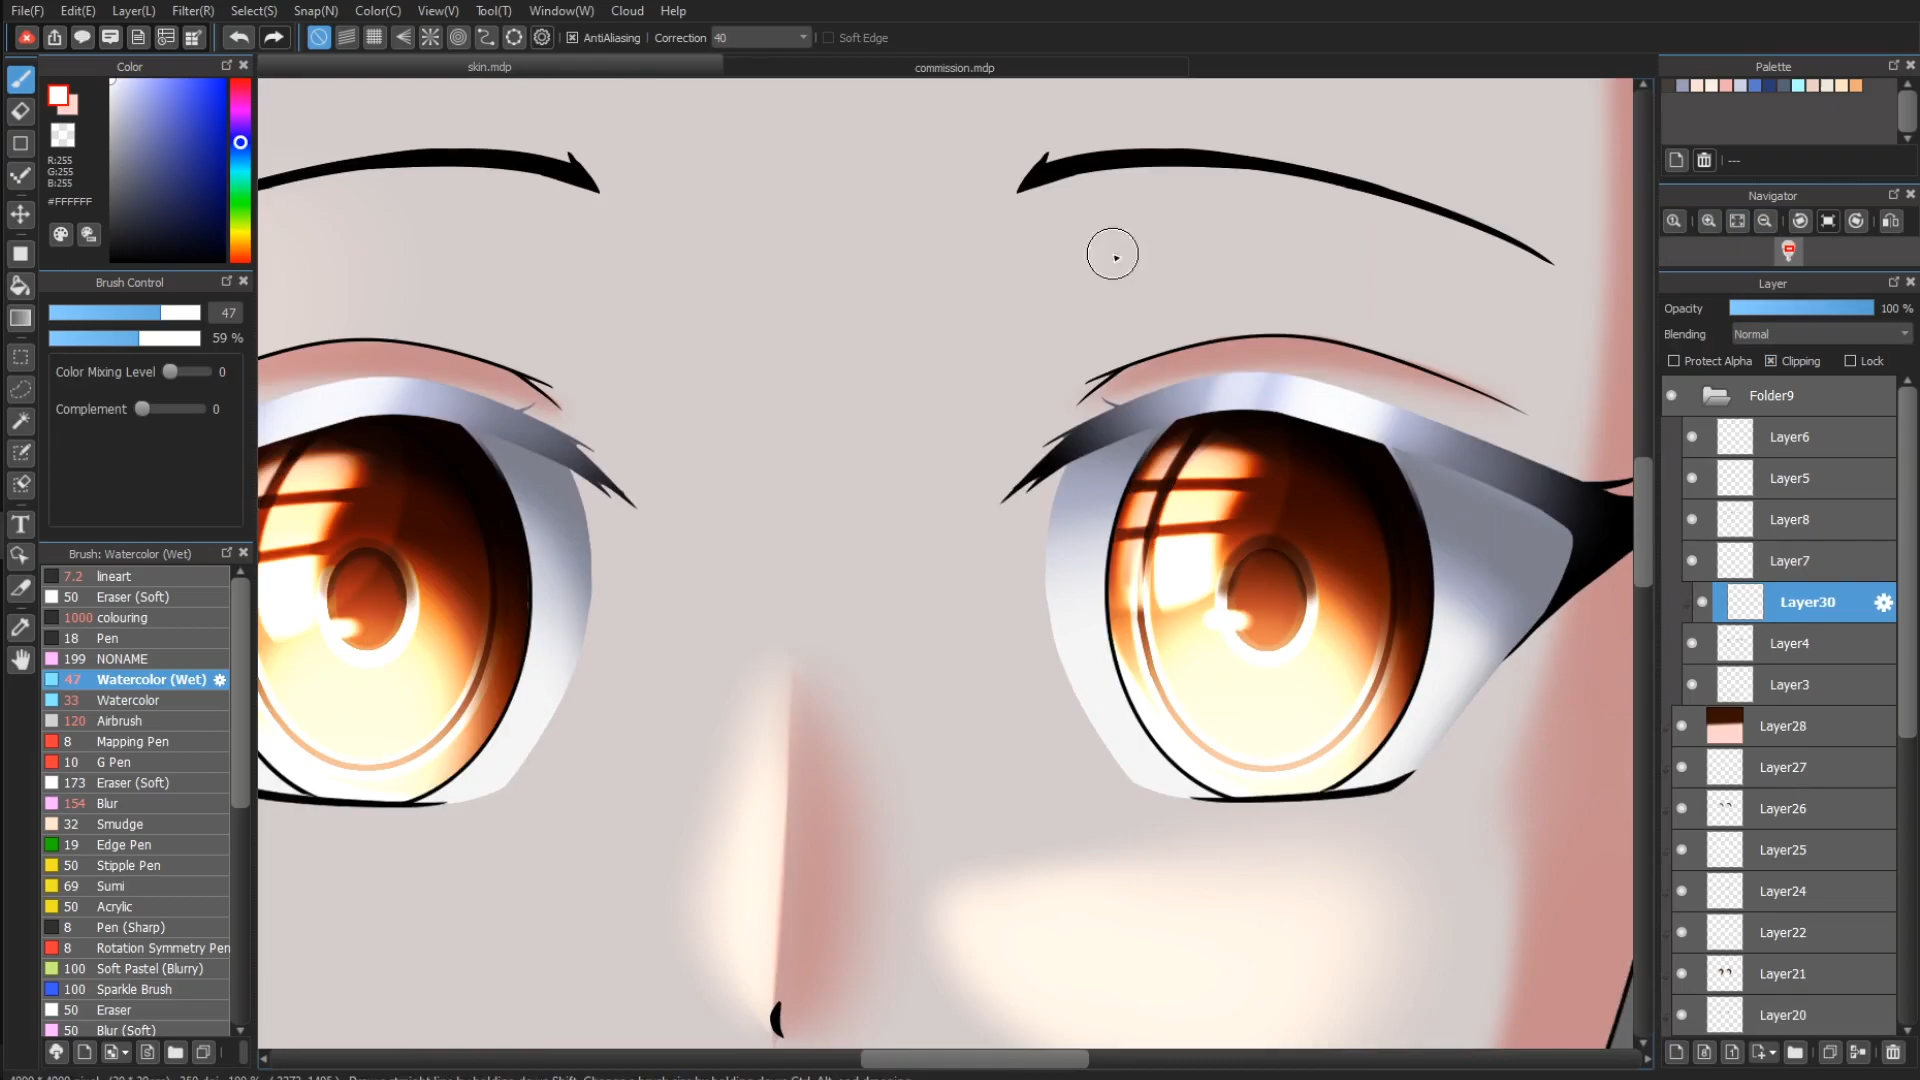 File(F) Edit(E) Layer(L) Filter(R) Select(S) Snap(N) Color(C) View(V) Tool(T) Window(W) Cloud Help
AntiAliasing Correction 40 Soft Edge
Color
skin.mdp commission.mdp
Palette
R:255
G:255
B:255
#FFFFFF
---
Navigator
Brush Control
47
59 %
Color Mixing Level 0
Complement 0
Layer
Opacity 100 %
Blending Normal
Protect Alpha Clipping Lock
Folder9
Layer6
Layer5
Layer8
Layer7
Layer30
Layer4
Layer3
Layer28
Layer27
Layer26
Layer25
Layer24
Layer22
Layer21
Layer20
Brush: Watercolor (Wet)
7.2 lineart
50 Eraser (Soft)
1000 colouring
18 Pen
199 NONAME
47 Watercolor (Wet)
33 Watercolor
120 Airbrush
8 Mapping Pen
10 G Pen
173 Eraser (Soft)
154 Blur
32 Smudge
19 Edge Pen
50 Stipple Pen
69 Sumi
50 Acrylic
8 Pen (Sharp)
8 Rotation Symmetry Pen
100 Soft Pastel (Blurry)
100 Sparkle Brush
50 Eraser
50 Blur (Soft)